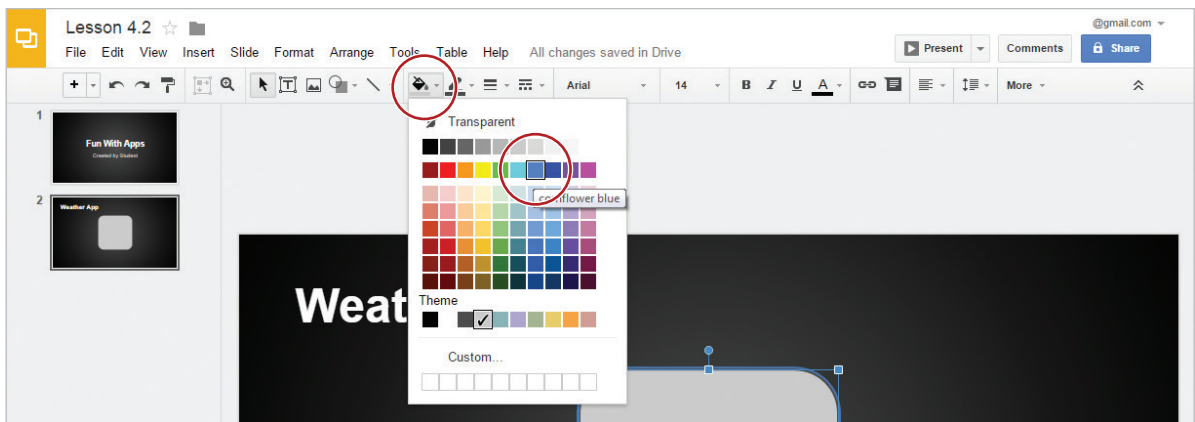 Lesson 4.2
@gmail.com
File Edit View Insert Slide Format Arrange Tools Table Help All changes saved in Drive
Present
Comments
Share
Arial
14
B I U A
More
1
Fun With Apps
Created by Student
2
Weather App
Transparent
cornflower blue
Theme
Custom...
Weat